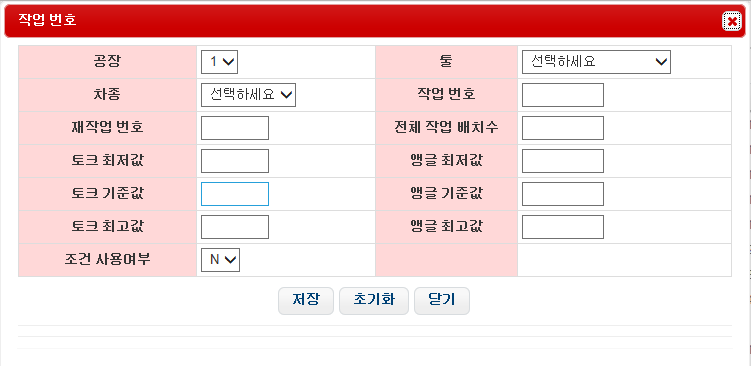 작업 번호
공장 1 툴 선택하세요
차종 선택하세요 작업 번호
재작업 번호 전체 작업 배치수
토크 최저값 앵글 최저값
토크 기준값 앵글 기준값
토크 최고값 앵글 최고값
조건 사용여부 N
저장 초기화 닫기